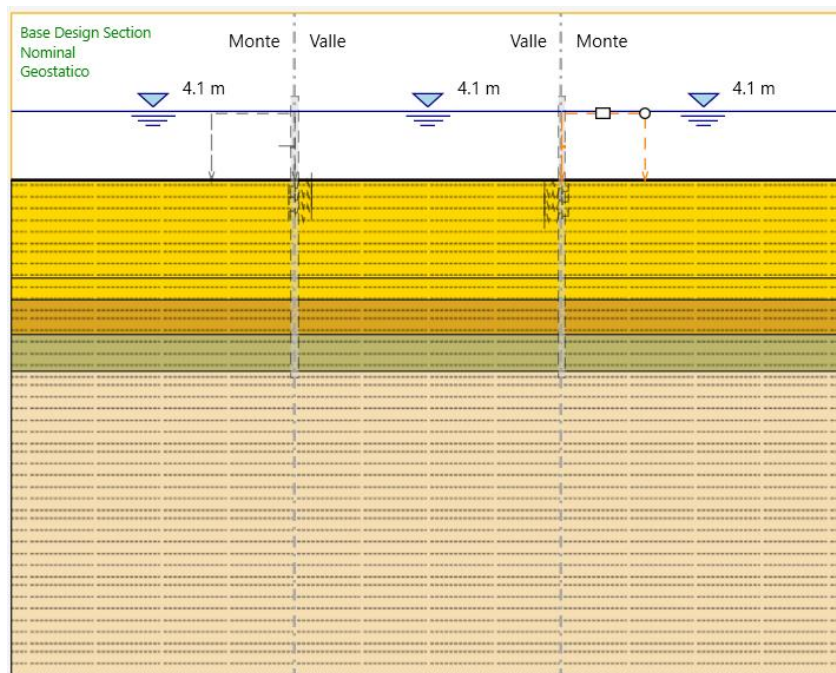 Base Design Section
Nominal
Geostatico
Monte Valle Valle Monte
4.1 m 4.1 m 4.1 m